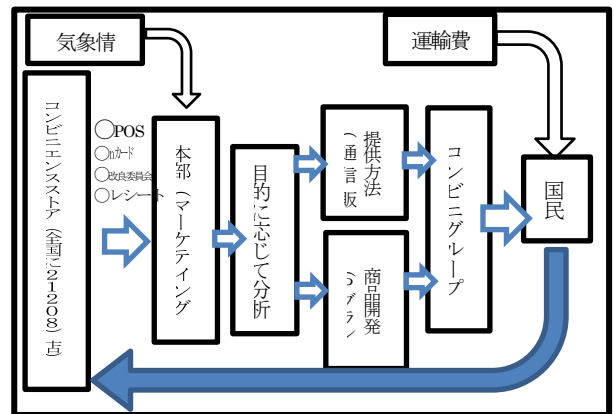 気象情
運輸費
コンビニエンスストア（全国に21208）店）
○POS
○nカード
○改良委員会
○レシート
本部（マーケティング
目的に応じて分析
提供方法
（通信販
商品開発
コンビニグループ
国民